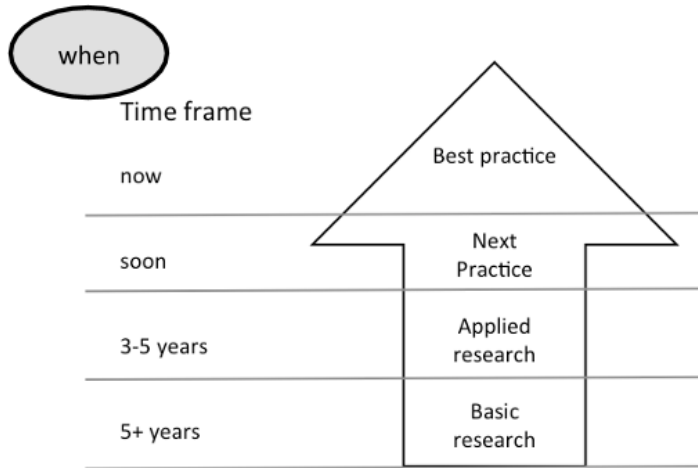 when
Time frame
now
Best practice
soon
Next
Practice
3-5 years
Applied
research
5+ years
Basic
research